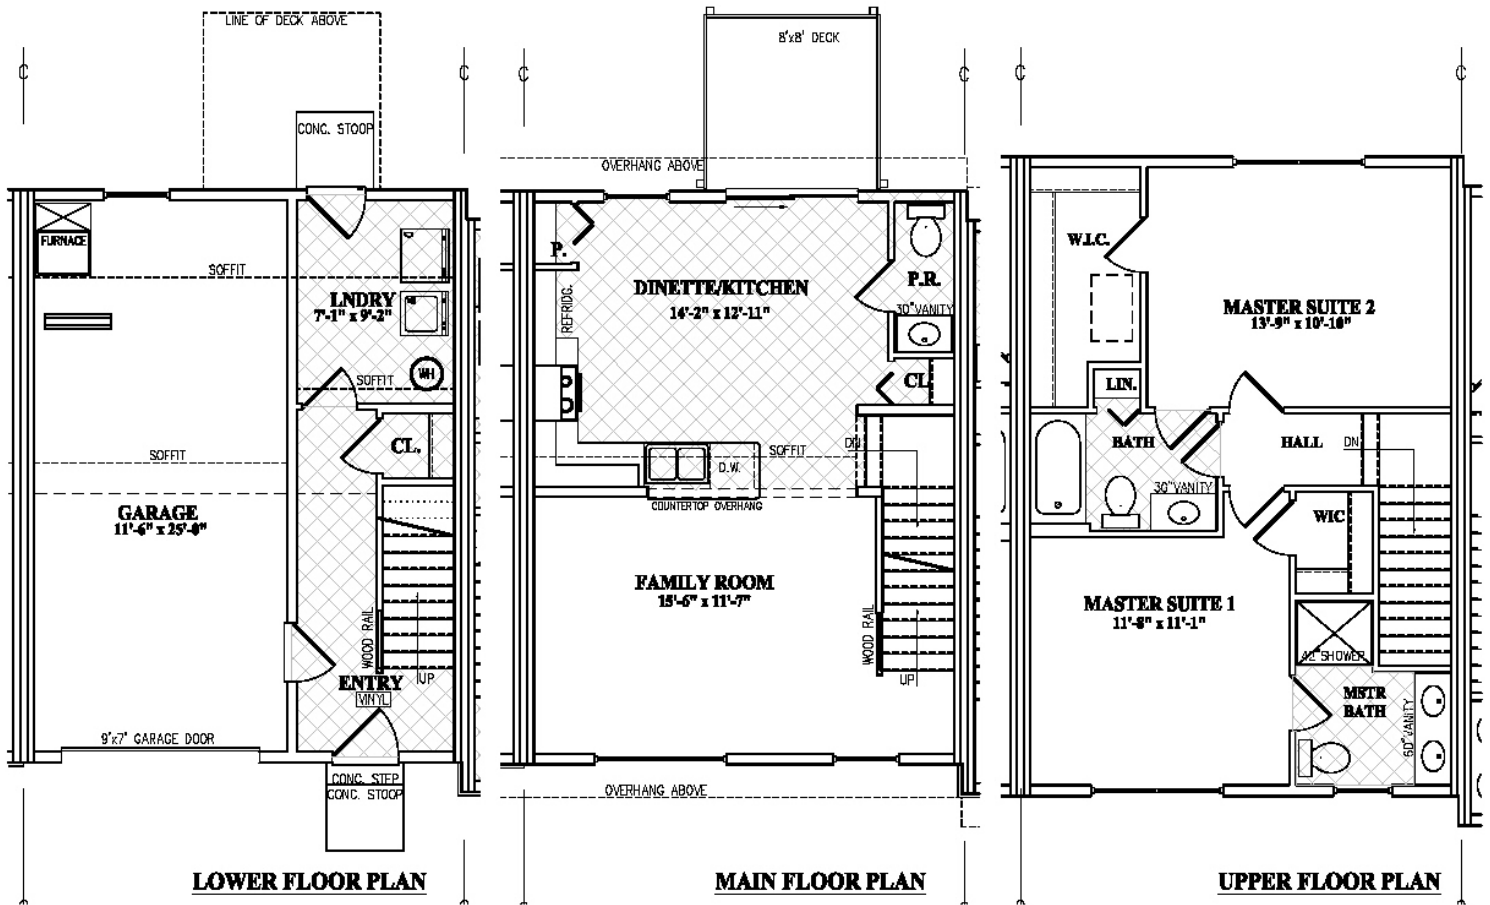 LINE OF DECK ABOVE
CONC. STOOP
FURNACE
SOFFIT
LNDRY
7'-1" x 9'-2"
WH
SOFFIT
CL.
SOFFIT
GARAGE
11'-6" x 25'-8"
WOOD RAIL
UP
ENTRY
VINYL
9'x7' GARAGE DOOR
CONC. STEP
CONC. STOOP
LOWER FLOOR PLAN
8'x8' DECK
OVERHANG ABOVE
P.
REFRIDG.
DINETTE/KITCHEN
14'-2" x 12'-11"
P.R.
30"VANITY
CL
DN
SOFFIT
D.W.
COUNTERTOP OVERHANG
FAMILY ROOM
15'-6" x 11'-7"
WOOD RAIL
UP
OVERHANG ABOVE
MAIN FLOOR PLAN
W.I.C.
MASTER SUITE 2
13'-9" x 10'-10"
LIN.
BATH
HALL
DN
30"VANITY
WIC
MASTER SUITE 1
11'-8" x 11'-1"
42"SHOWER
MSTR
BATH
60"VANITY
UPPER FLOOR PLAN